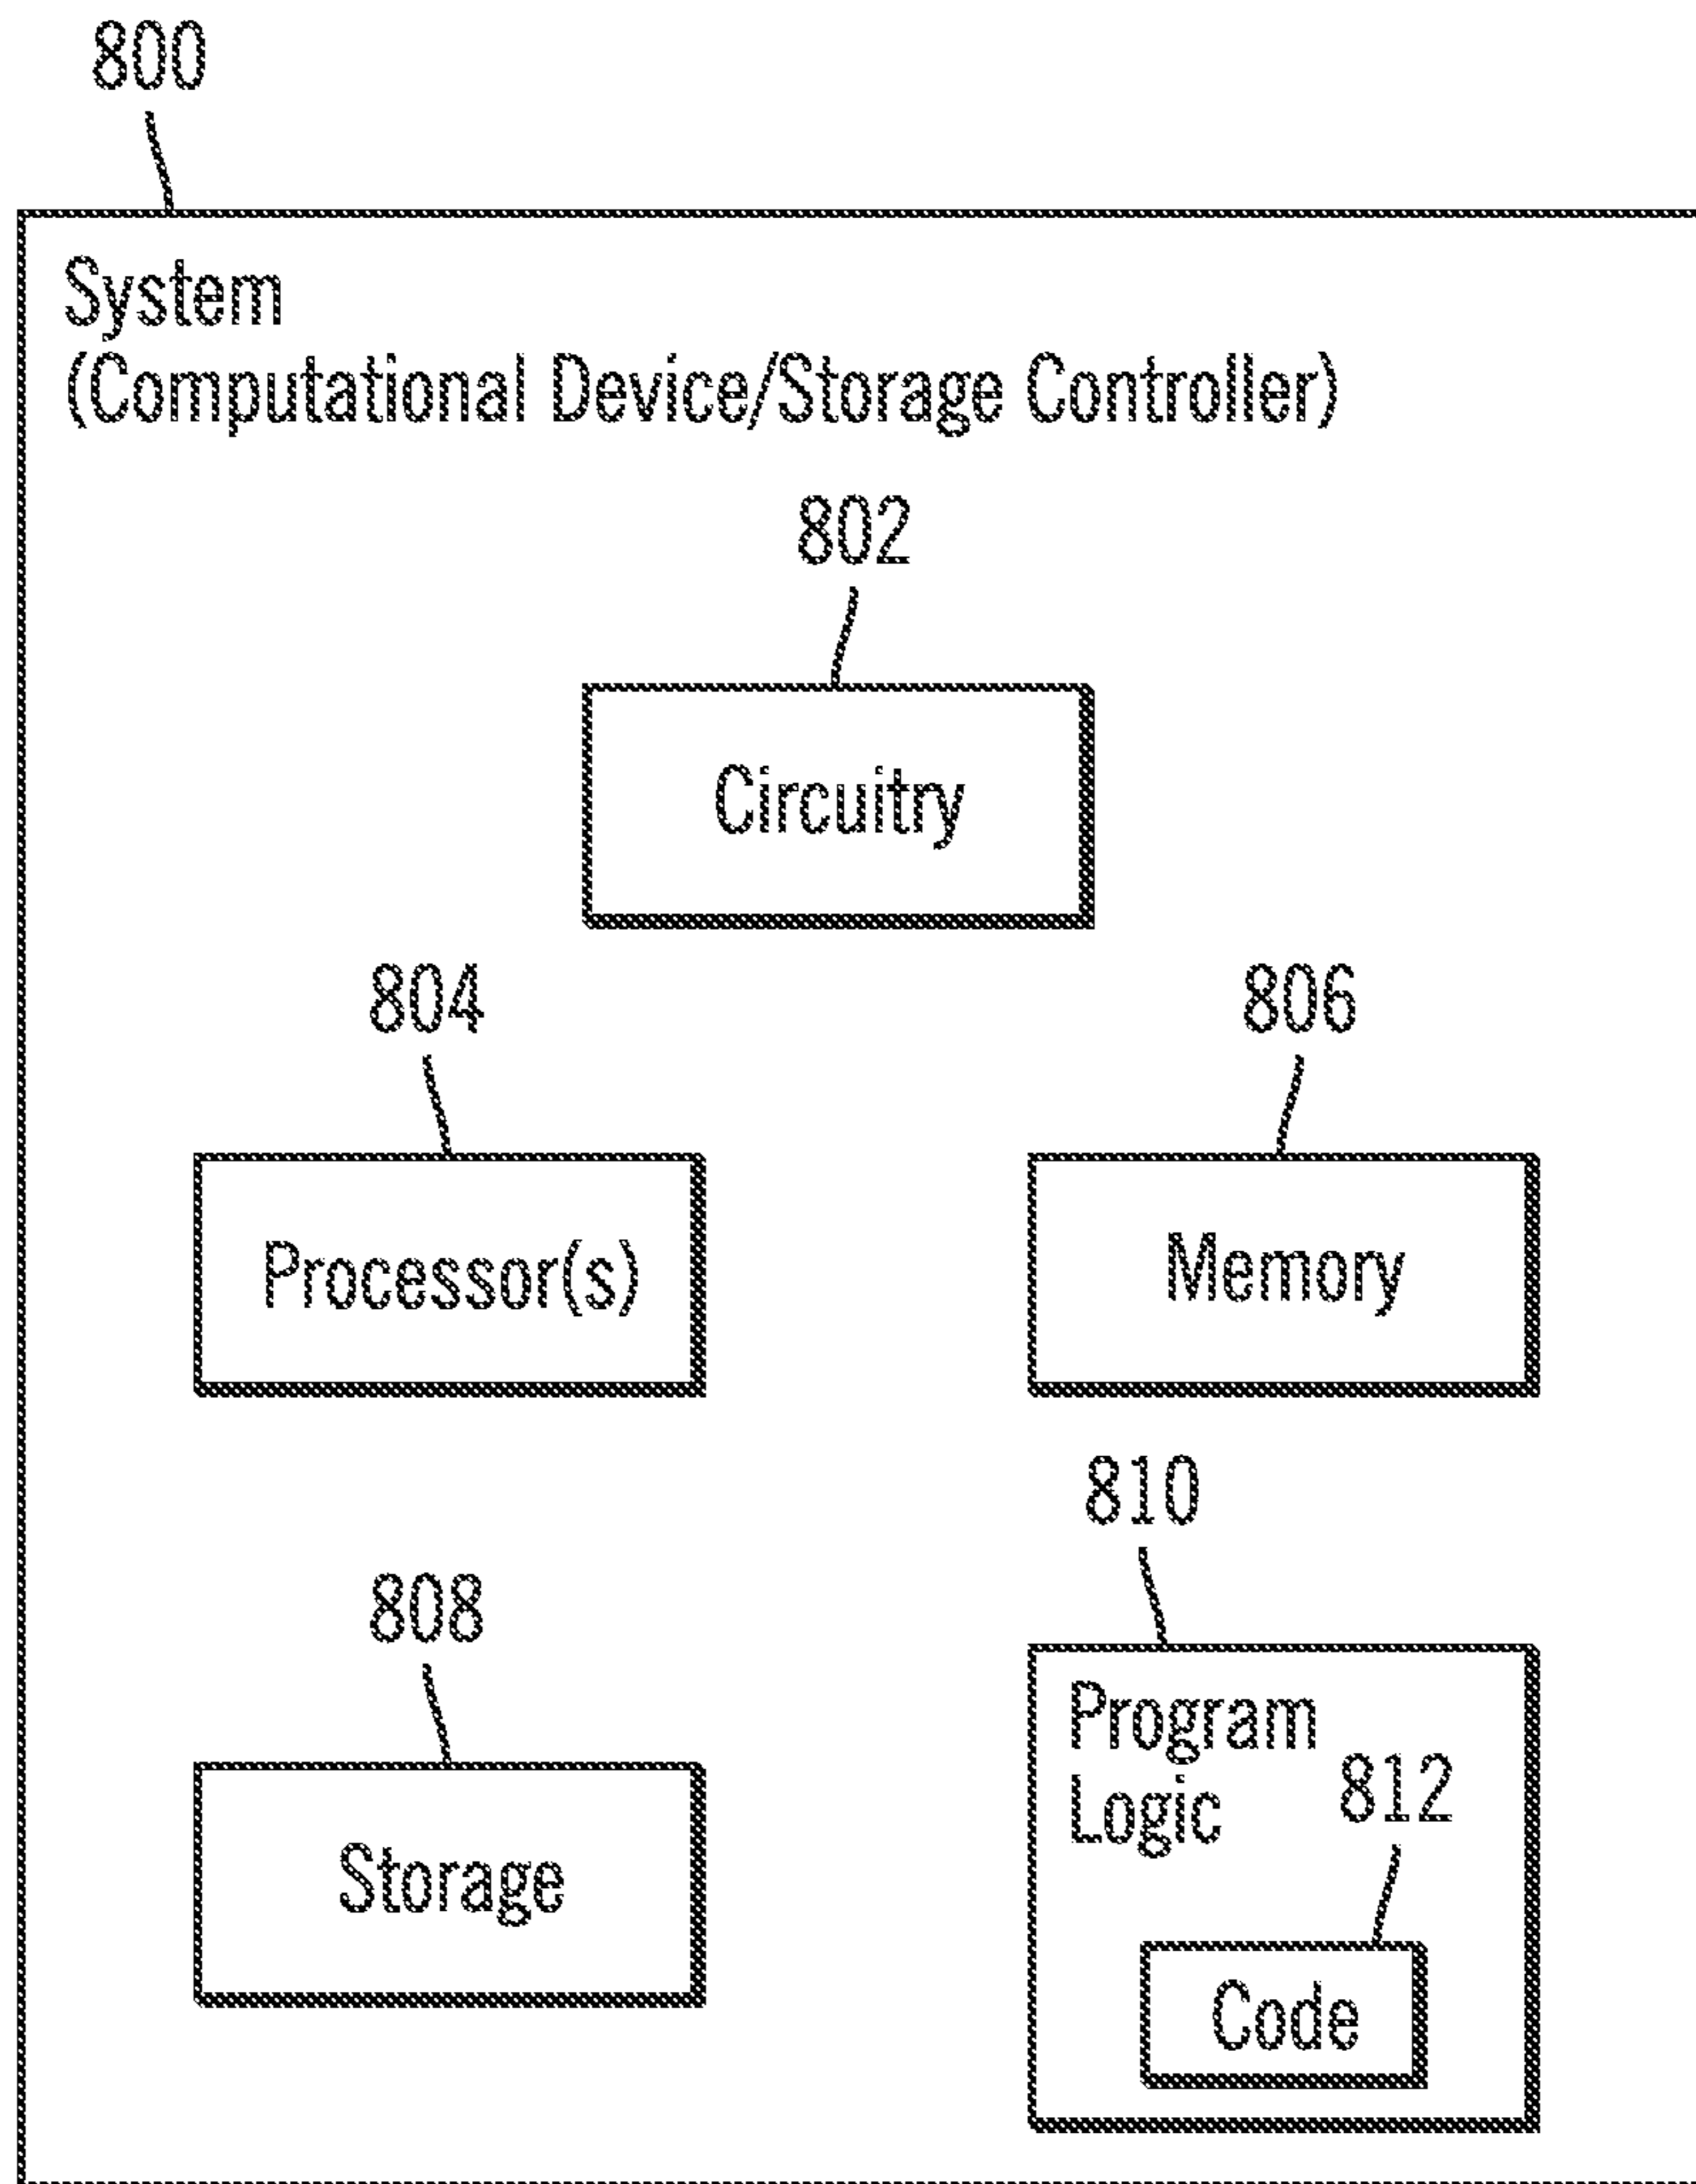 800
System
(Computational Device/Storage Controller)
802
Circuitry
804
806
Processor(s)
Memory
810
808
Program
Logic
812
Storage
Code